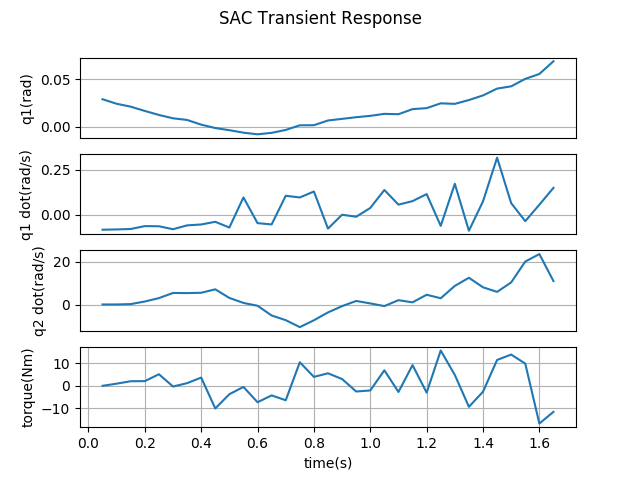 SAC Transient Response
q1(rad)
0.05
0.00
q1 dot(rad/s)
0.25
0.00
q2 dot(rad/s)
20
0
torque(Nm)
10
0
−10
0.0 0.2 0.4 0.6 0.8 1.0 1.2 1.4 1.6
time(s)